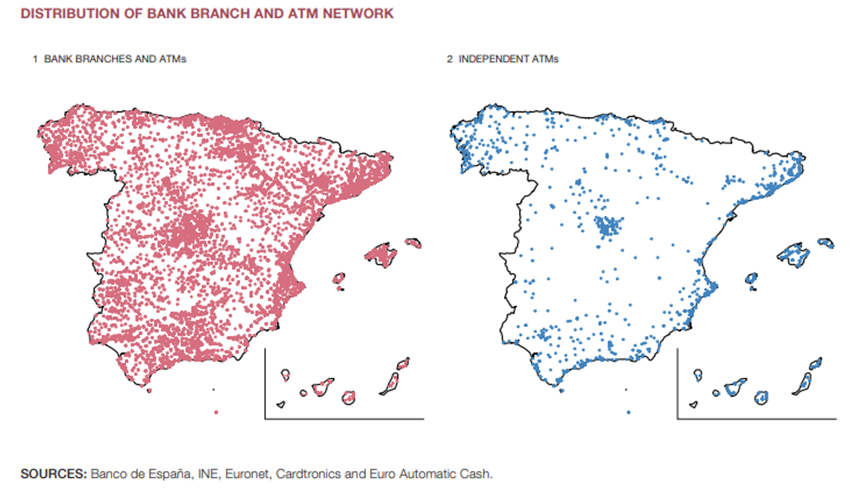 DISTRIBUTION OF BANK BRANCH AND ATM NETWORK
1 BANK BRANCHES AND ATMs
2 INDEPENDENT ATMs
SOURCES: Banco de España, INE, Euronet, Cardtronics and Euro Automatic Cash.